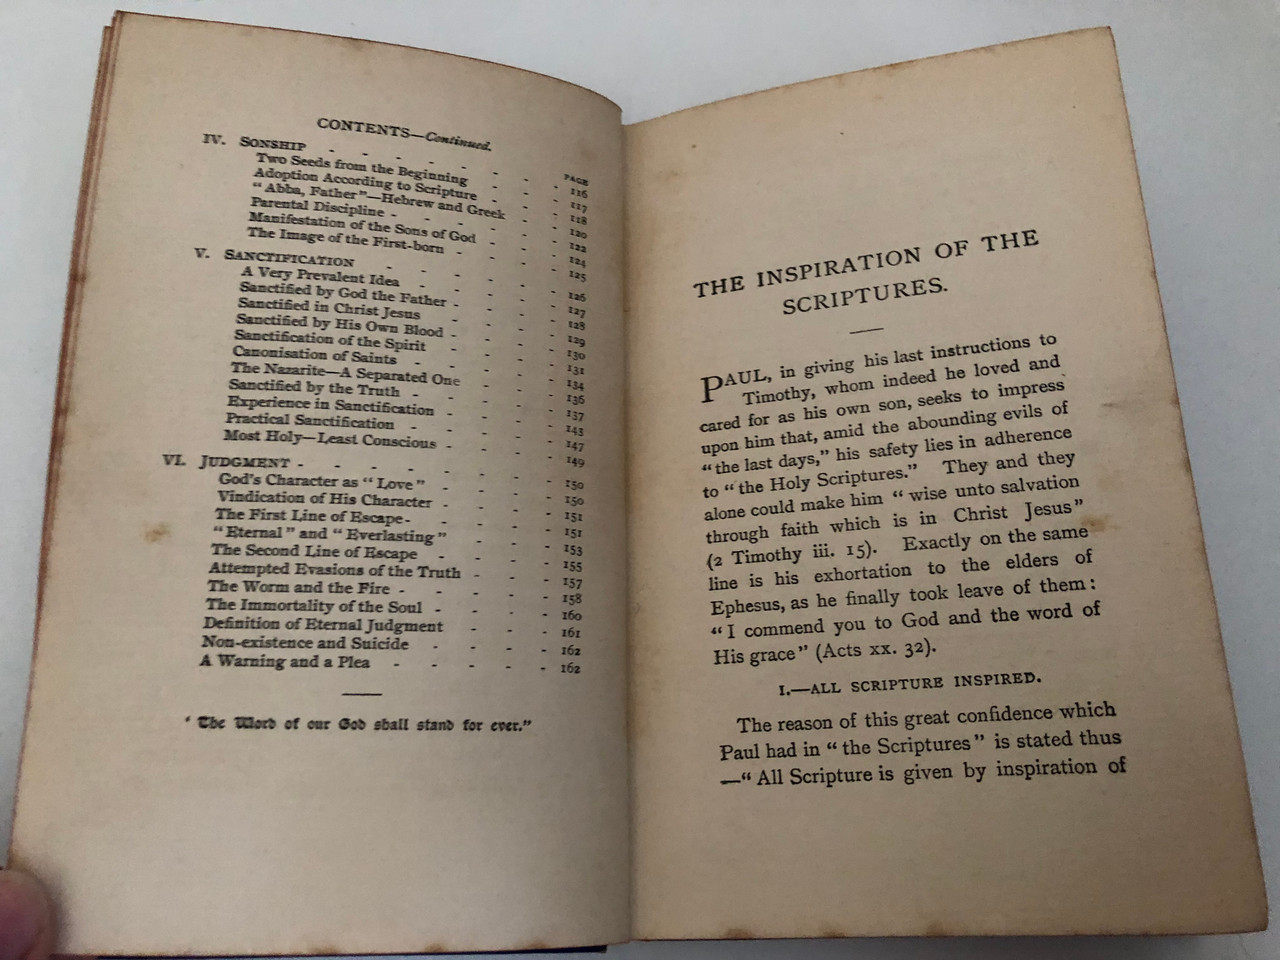 CONTENTS—Continued.
PAGE
IV. SONSHIP - - - - - - - - 116
Two Seeds from the Beginning - - - 117
Adoption According to Scripture - - - 118
"Abba, Father"—Hebrew and Greek - - 120
Parental Discipline - - - - - - 122
Manifestation of the Sons of God - - - 124
The Image of the First-born - - - - 125
V. SANCTIFICATION - - - - - - 126
A Very Prevalent Idea - - - - 127
Sanctified by God the Father - - - - 128
Sanctified in Christ Jesus - - - - 129
Sanctified by His Own Blood - - - - 130
Sanctification of the Spirit - - - - 131
Canonisation of Saints - - - - - 134
The Nazarite—A Separated One - - - 136
Sanctified by the Truth - - - - - 137
Experience in Sanctification - - - - 143
Practical Sanctification - - - - - 147
Most Holy—Least Conscious - - - - 149
VI. JUDGMENT - - - - - - - - 150
God's Character as "Love" - - - - 150
Vindication of His Character - - - - 151
The First Line of Escape- - - - - 151
"Eternal" and "Everlasting" - - - - 153
The Second Line of Escape - - - - 155
Attempted Evasions of the Truth - - - 157
The Worm and the Fire - - - - - 158
The Immortality of the Soul - - - - 160
Definition of Eternal Judgment - - - 161
Non-existence and Suicide - - - - 162
A Warning and a Plea - - - - - 162
'The Word of our God shall stand for ever."
THE INSPIRATION OF THE
SCRIPTURES.
PAUL, in giving his last instructions to
Timothy, whom indeed he loved and
cared for as his own son, seeks to impress
upon him that, amid the abounding evils of
"the last days," his safety lies in adherence
to "the Holy Scriptures." They and they
alone could make him "wise unto salvation
through faith which is in Christ Jesus"
(2 Timothy iii. 15). Exactly on the same
line is his exhortation to the elders of
Ephesus, as he finally took leave of them:
"I commend you to God and the word of
His grace" (Acts xx. 32).
I.—ALL SCRIPTURE INSPIRED.
The reason of this great confidence which
Paul had in "the Scriptures" is stated thus
—"All Scripture is given by inspiration of